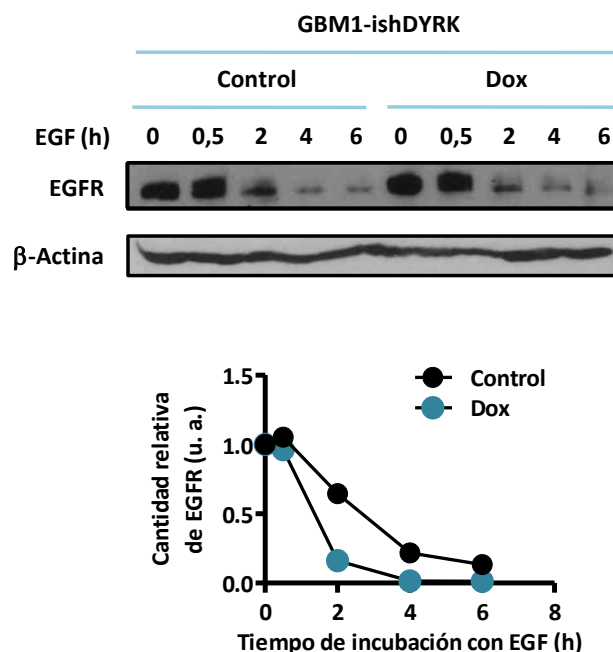 GBM1-ishDYRK
Control Dox
EGF (h) 0 0,5 2 4 6 0 0,5 2 4 6
EGFR
β-Actina
1.5
1.0
0.5
0.0
Cantidad relativa
de EGFR (u. a.)
Control
Dox
0 2 4 6 8
Tiempo de incubación con EGF (h)